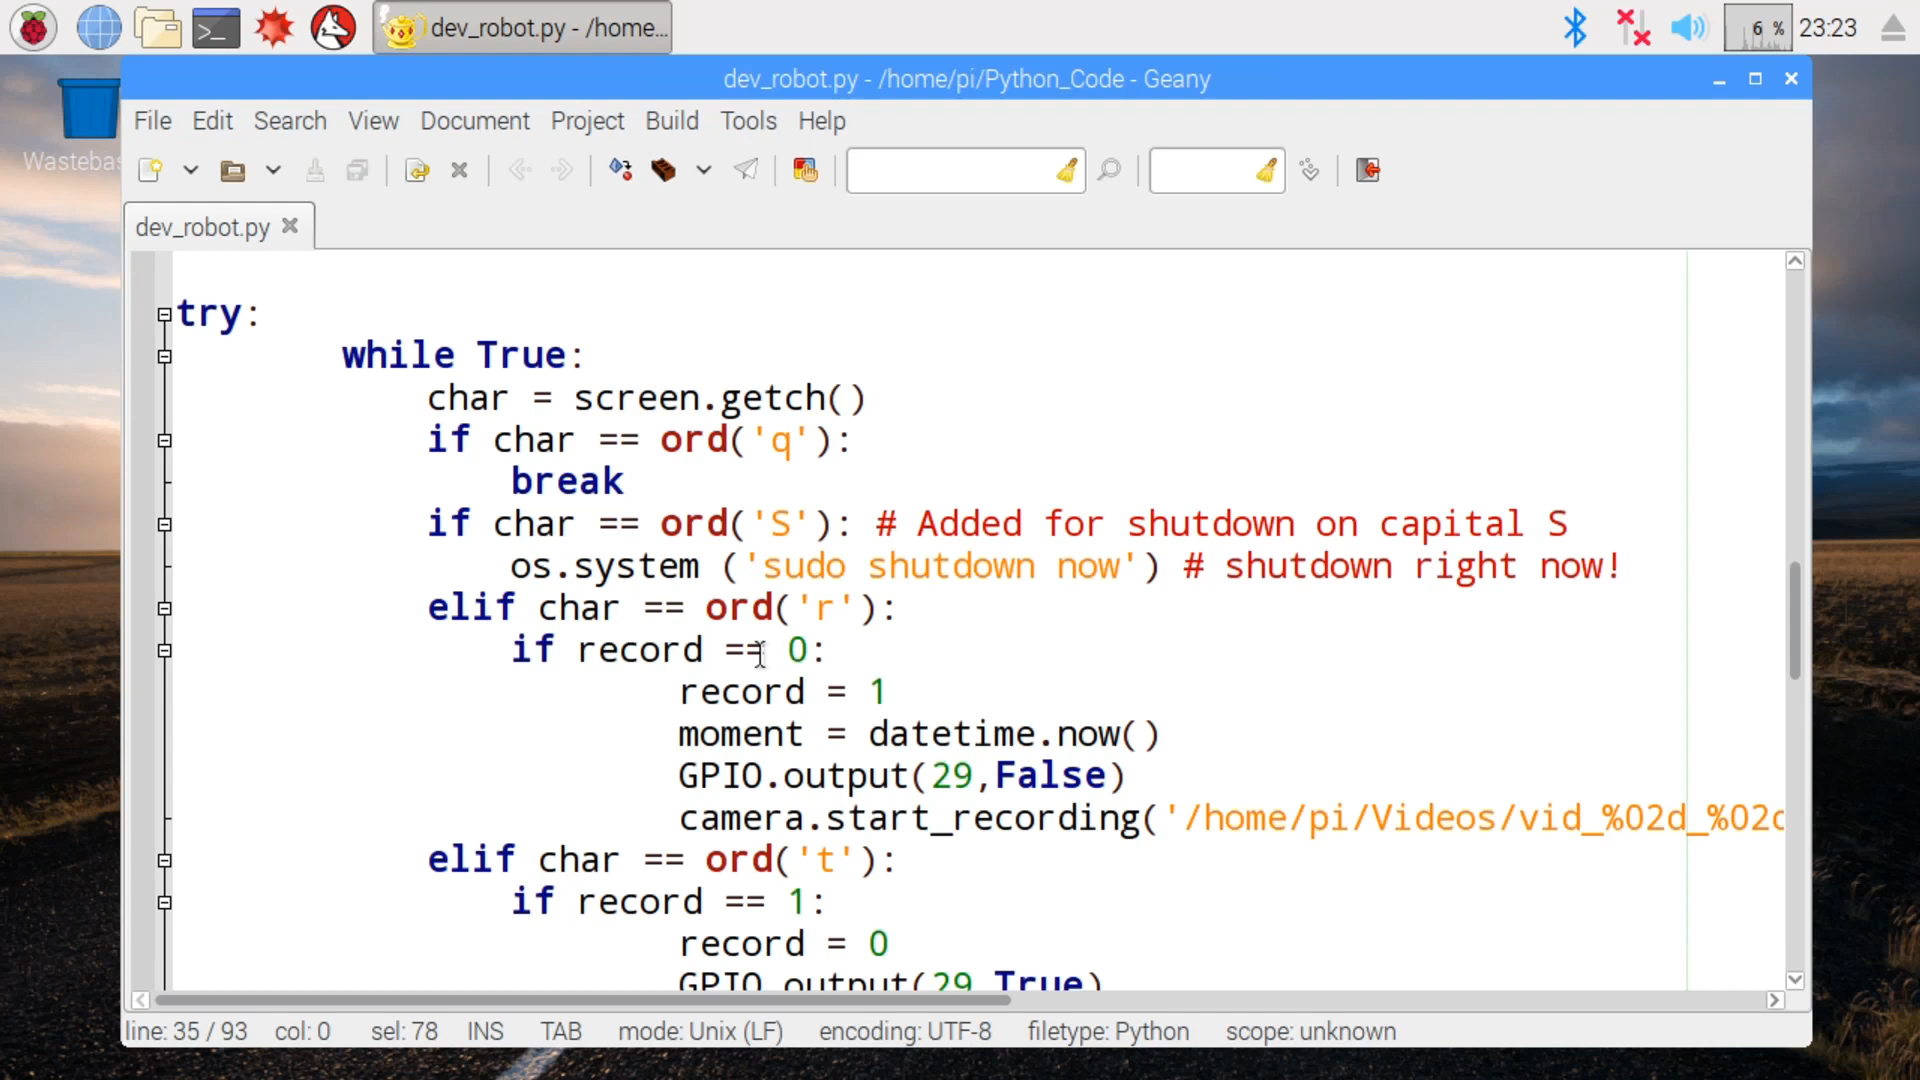 dev_robot.py - /home...
6 %
23:23
Wasteba
dev_robot.py - /home/pi/Python_Code - Geany
File Edit Search View Document Project Build Tools Help
dev_robot.py
try:
while True:
char = screen.getch()
if char == ord('q'):
break
if char == ord('S'): # Added for shutdown on capital S
os.system ('sudo shutdown now') # shutdown right now!
elif char == ord('r'):
if record == 0:
record = 1
moment = datetime.now()
GPIO.output(29,False)
camera.start_recording('/home/pi/Videos/vid_%02d_%02d
elif char == ord('t'):
if record == 1:
record = 0
GPIO.output(29,True)
line: 35 / 93 col: 0 sel: 78 INS TAB mode: Unix (LF) encoding: UTF-8 filetype: Python scope: unknown